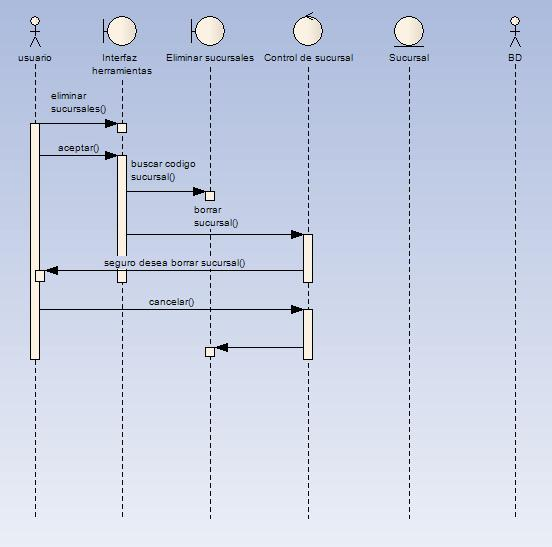 usuario
Interfaz
herramientas
Eliminar sucursales
Control de sucursal
Sucursal
BD
eliminar
sucursales()
aceptar()
buscar codigo
sucursal()
borrar
sucursal()
seguro desea borrar sucursal()
cancelar()